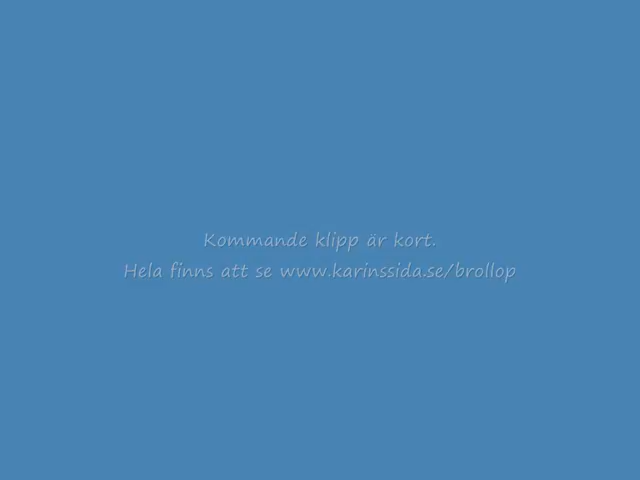 Kommande klipp är kort.
Hela finns att se www.karinssida.se/brollop